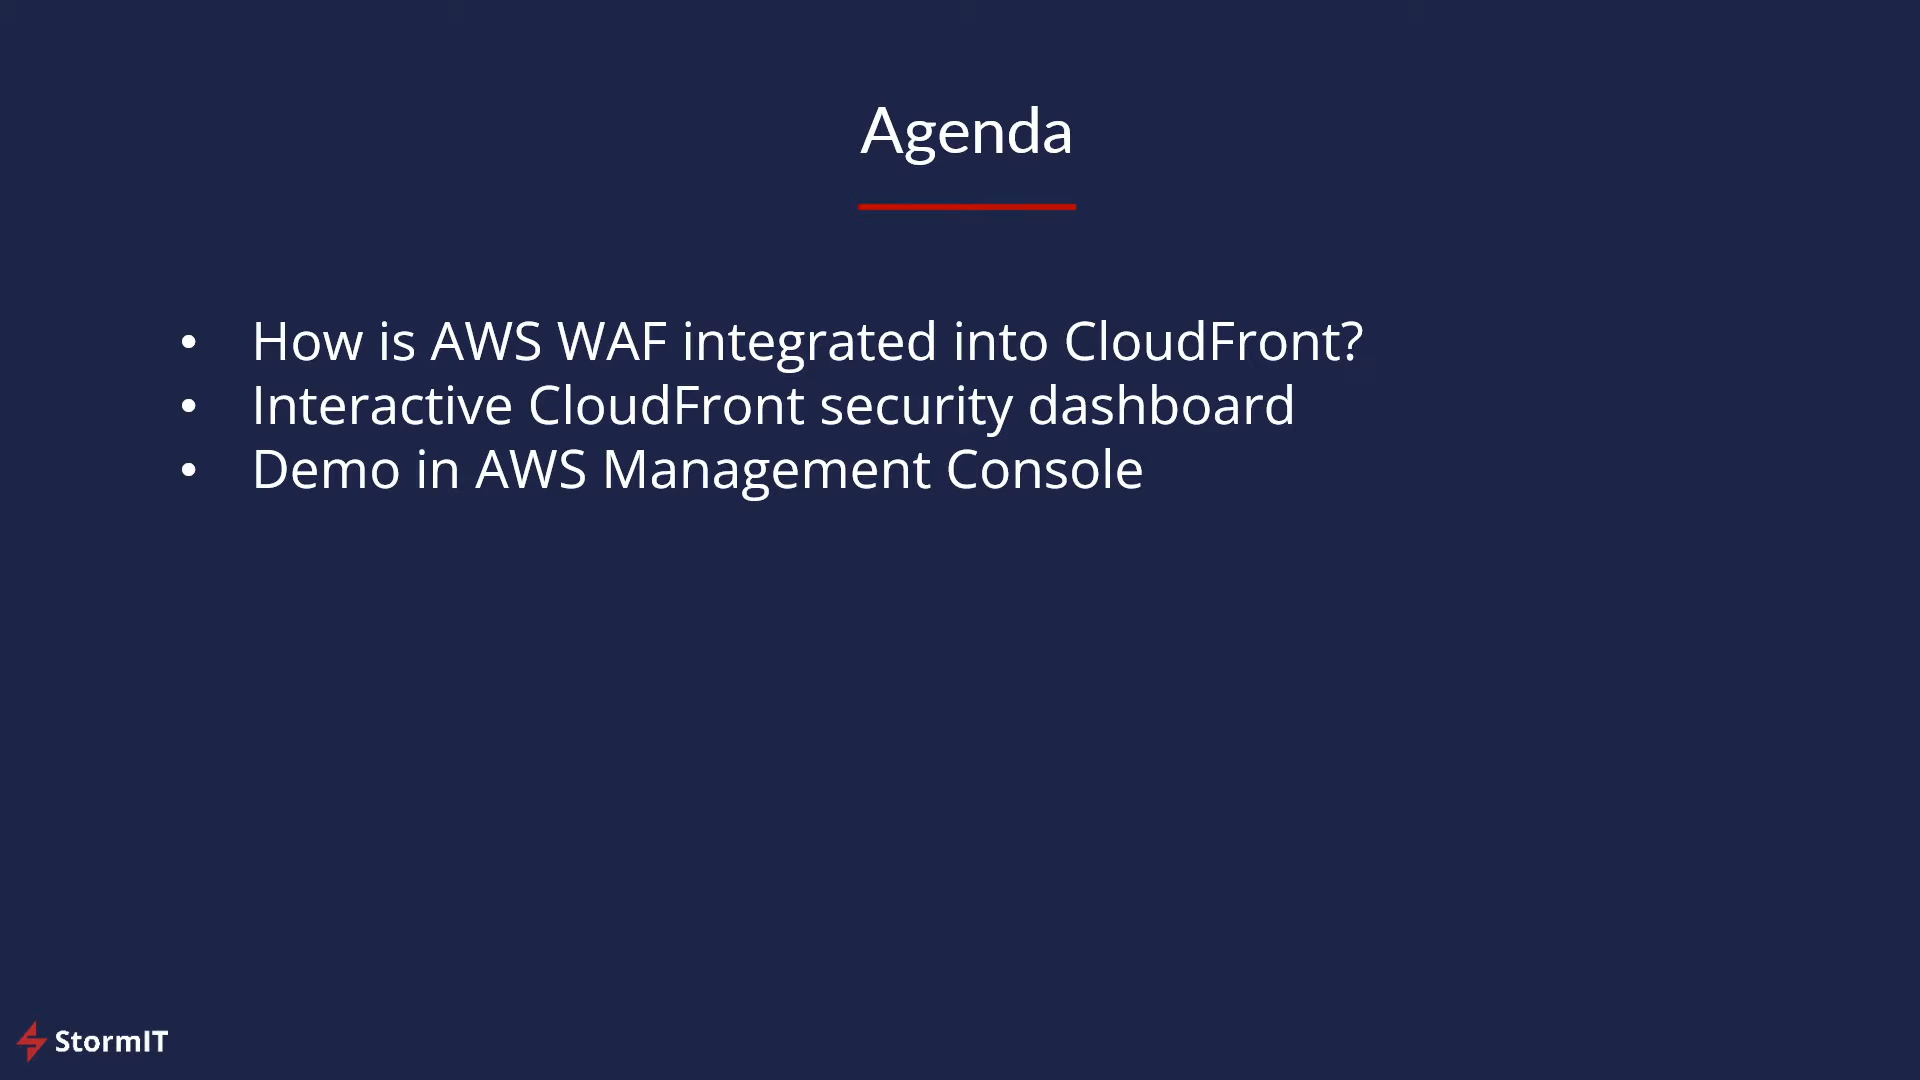 Agenda
• How is AWS WAF integrated into CloudFront?
• Interactive CloudFront security dashboard
• Demo in AWS Management Console
StormIT